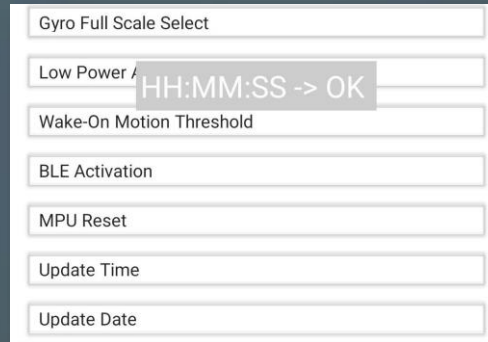 Gyro Full Scale Select
Low Power
HH:MM:SS -> OK
Wake-On Motion Threshold
BLE Activation
MPU Reset
Update Time
Update Date